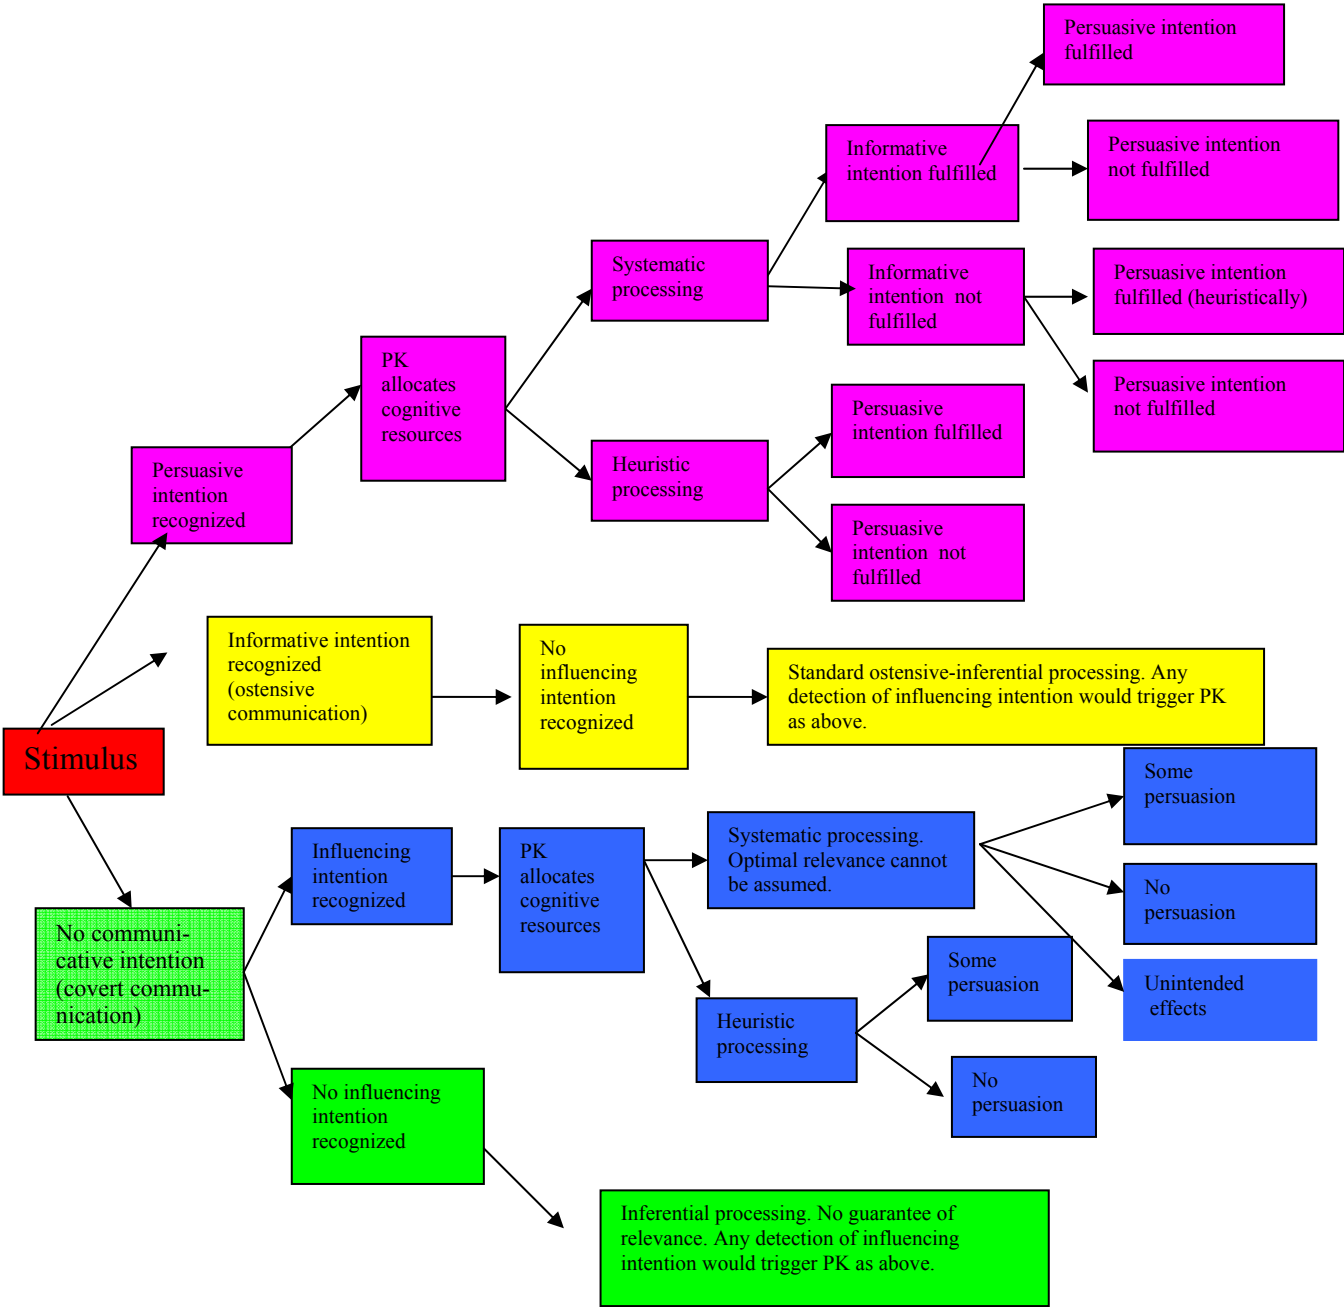 Persuasive intention
fulfilled
Informative
intention fulfilled
Persuasive intention
not fulfilled
Systematic
processing
Informative
intention  not
fulfilled
Persuasive intention
fulfilled (heuristically)
PK
allocates
cognitive
resources
Persuasive intention
not fulfilled
Persuasive
intention fulfilled
Heuristic
processing
Persuasive
intention
recognized
Persuasive
intention  not
fulfilled
Informative intention
recognized
(ostensive
communication)
No
influencing
intention
recognized
Standard ostensive-inferential processing. Any
detection of influencing intention would trigger PK
as above.
Stimulus
Some
persuasion
Influencing
intention
recognized
PK
allocates
cognitive
resources
Systematic processing.
Optimal relevance cannot
be assumed.
No
persuasion
No communi-
cative intention
(covert commu-
nication)
Some
persuasion
Unintended
effects
Heuristic
processing
No
persuasion
No influencing
intention
recognized
Inferential processing. No guarantee of
relevance. Any detection of influencing
intention would trigger PK as above.